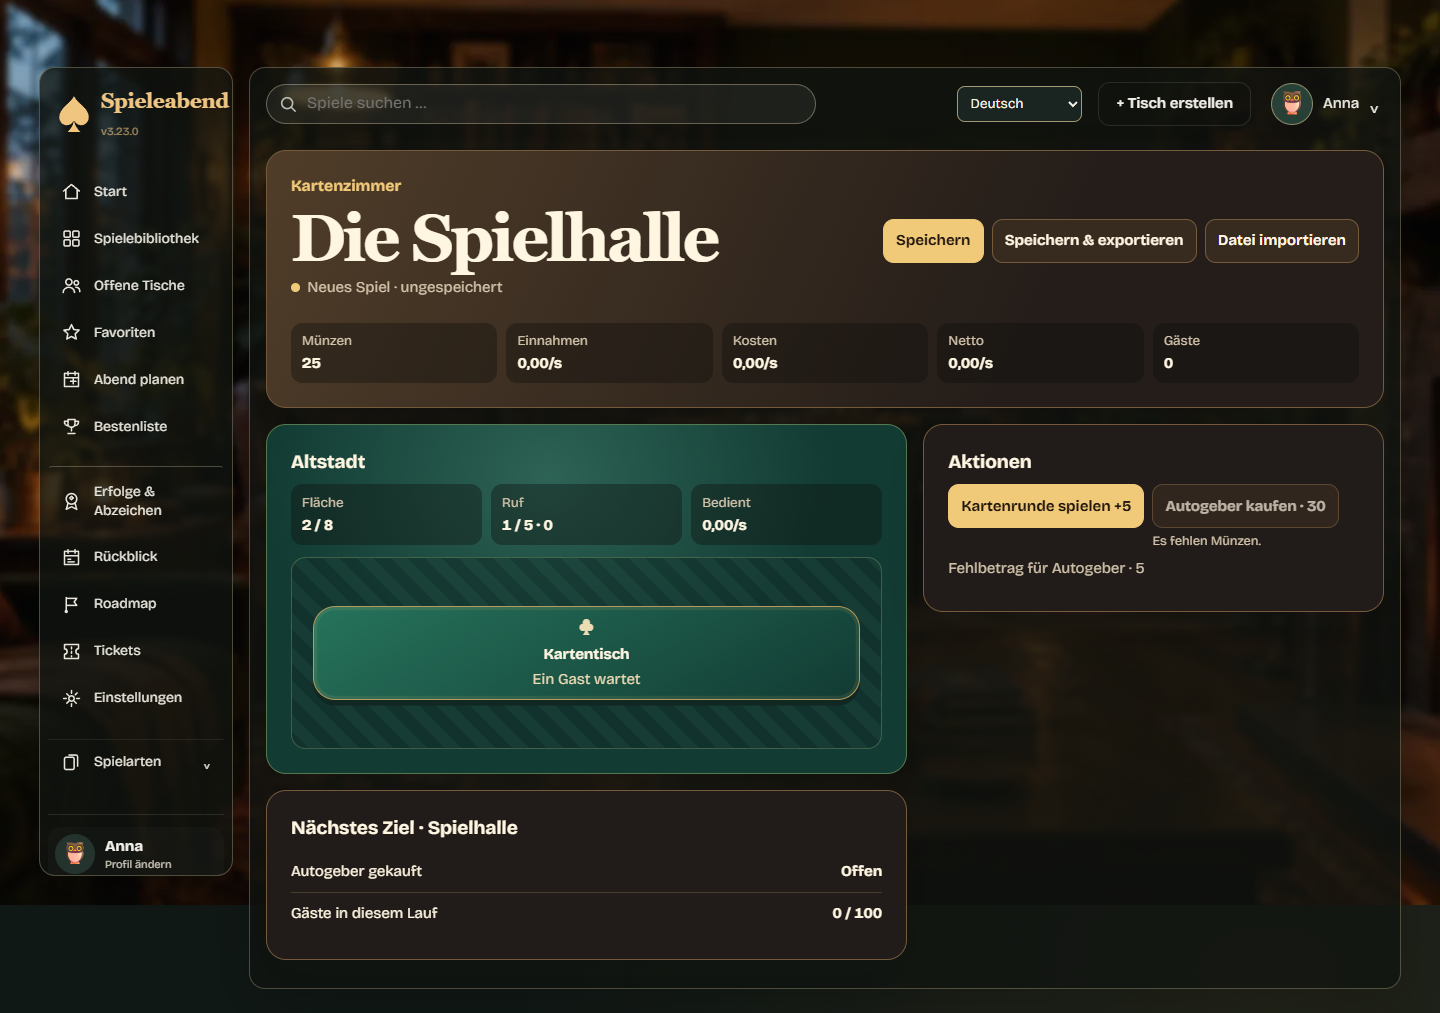 Spieleabend
v3.23.0
Start
Spielebibliothek
Offene Tische
Favoriten
Abend planen
Bestenliste
Erfolge &
Abzeichen
Rückblick
Roadmap
Tickets
Einstellungen
Spielarten
v
Anna
Profil ändern
Spiele suchen ...
Deutsch
+ Tisch erstellen
Anna
v
Kartenzimmer
Die Spielhalle
Neues Spiel · ungespeichert
Speichern
Speichern & exportieren
Datei importieren
Münzen
25
Einnahmen
0,00/s
Kosten
0,00/s
Netto
0,00/s
Gäste
0
Altstadt
Fläche
2 / 8
Ruf
1 / 5 · 0
Bedient
0,00/s
Kartentisch
Ein Gast wartet
Aktionen
Kartenrunde spielen +5
Autogeber kaufen · 30
Es fehlen Münzen.
Fehlbetrag für Autogeber · 5
Nächstes Ziel · Spielhalle
Autogeber gekauft
Offen
Gäste in diesem Lauf
0 / 100